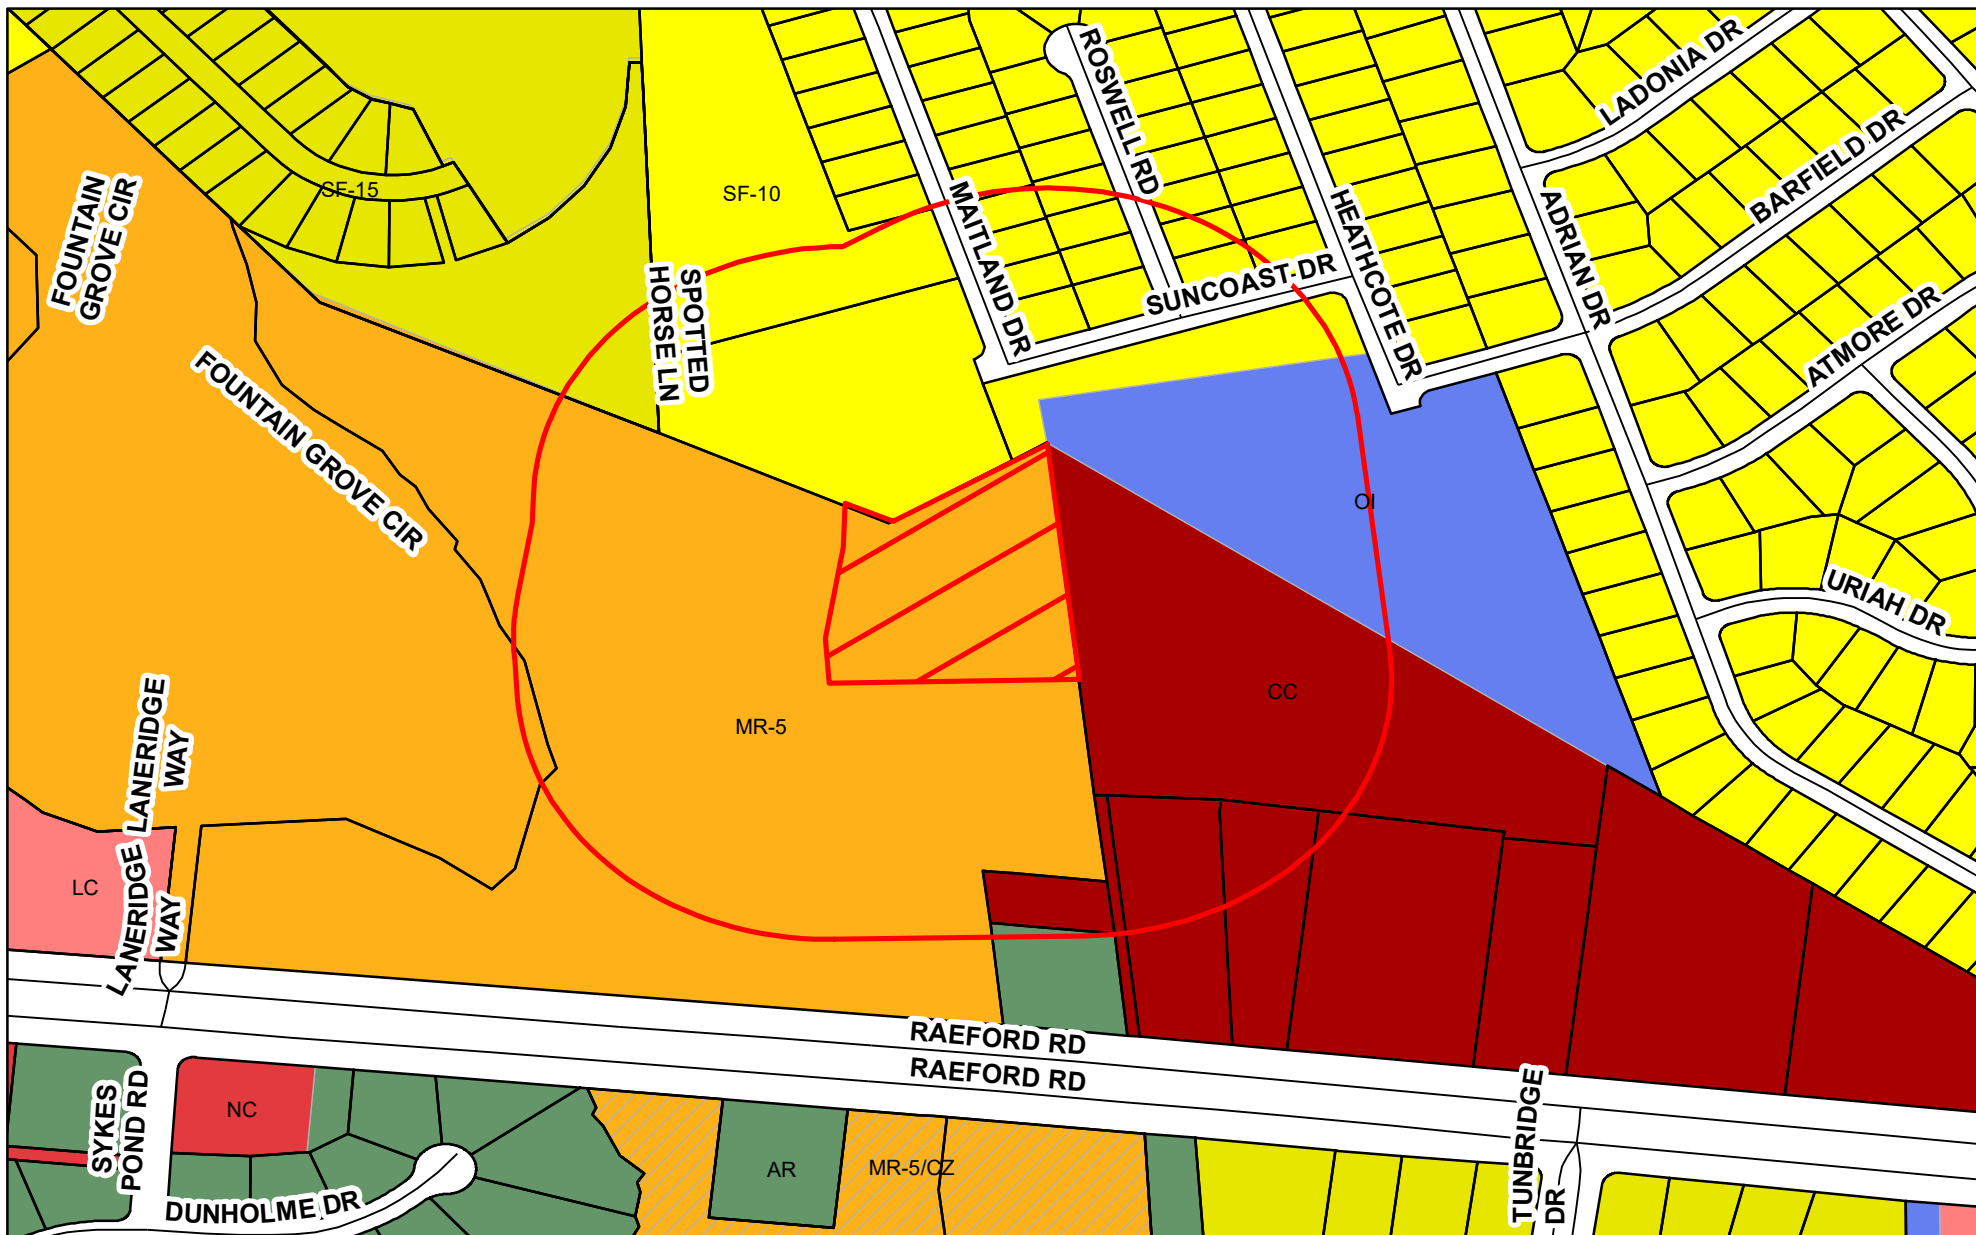 LADONIA DR
ROSWELL RD
BARFIELD DR
SF-15
SF-10
FOUNTAIN
GROVE CIR
MAITLAND DR
HEATHCOTE DR
ADRIAN DR
SPOTTED
HORSE LN
SUNCOAST DR
ATMORE DR
FOUNTAIN GROVE CIR
OI
URIAH DR
CC
MR-5
LANERIDGE
WAY
LC
LANERIDGE
WAY
RAEFORD RD
RAEFORD RD
SYKES
POND RD
NC
AR
MR-5/CZ
TUNBRIDGE
DR
DUNHOLME DR